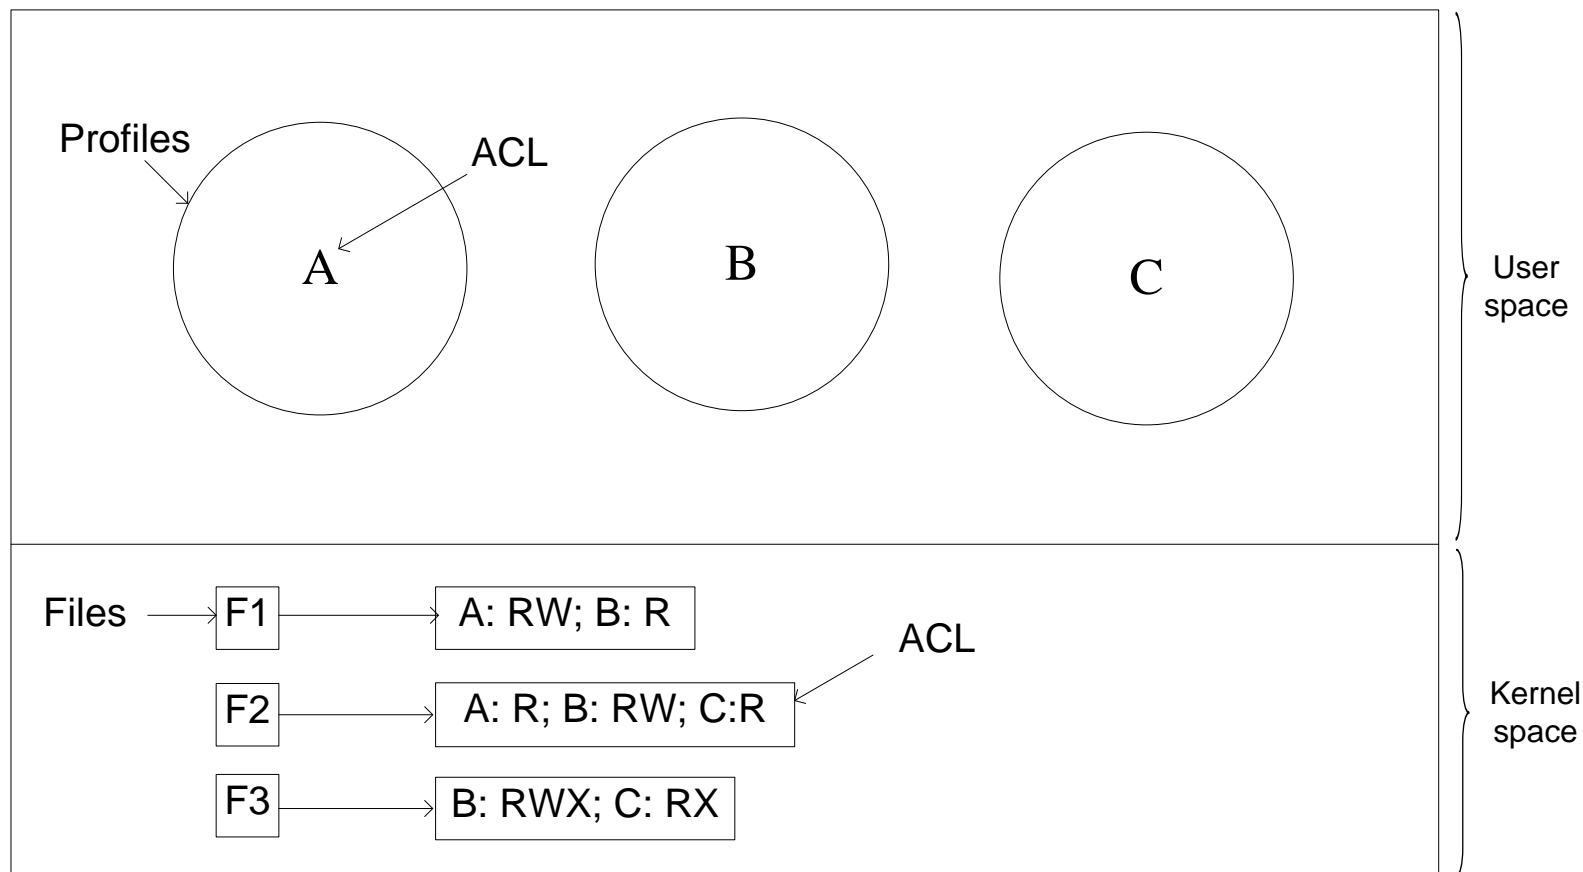 Profiles
ACL
A
B
C
User
space
Files
F1
A: RW; B: R
ACL
F2
A: R; B: RW; C:R
Kernel
space
F3
B: RWX; C: RX